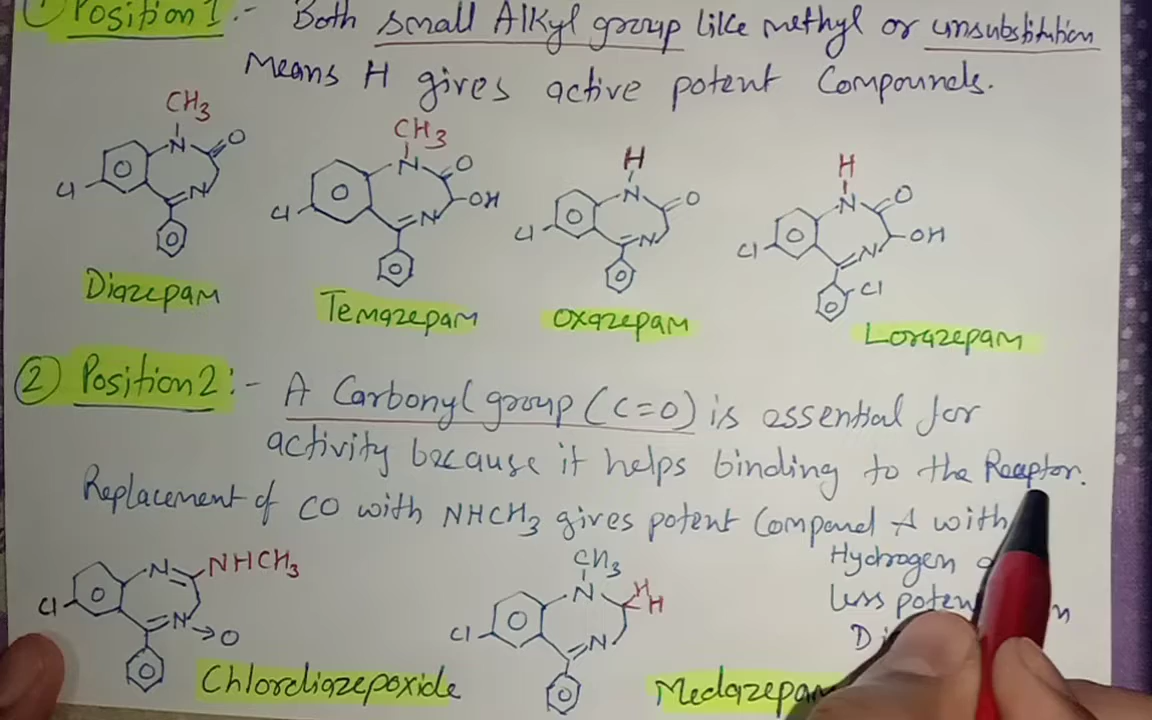 ① Position 1 :- Both small Alkyl group like methyl or unsubstitution
Means H gives active potent Compounds.
CH3 N O N Cl
CH3 N O OH N Cl
H N O N Cl
H N O OH N Cl Cl
Diazepam Temazepam Oxazepam Lorazepam
② Position 2 :- A Carbonyl group (C=O) is essential for
activity because it helps binding to the Receptor.
Replacement of CO with NHCH3 gives potent Compound & with
Hydrogen
less
N NHCH3 Cl N→O
CH3 N H H Cl N
Chlordiazepoxide Medazepam